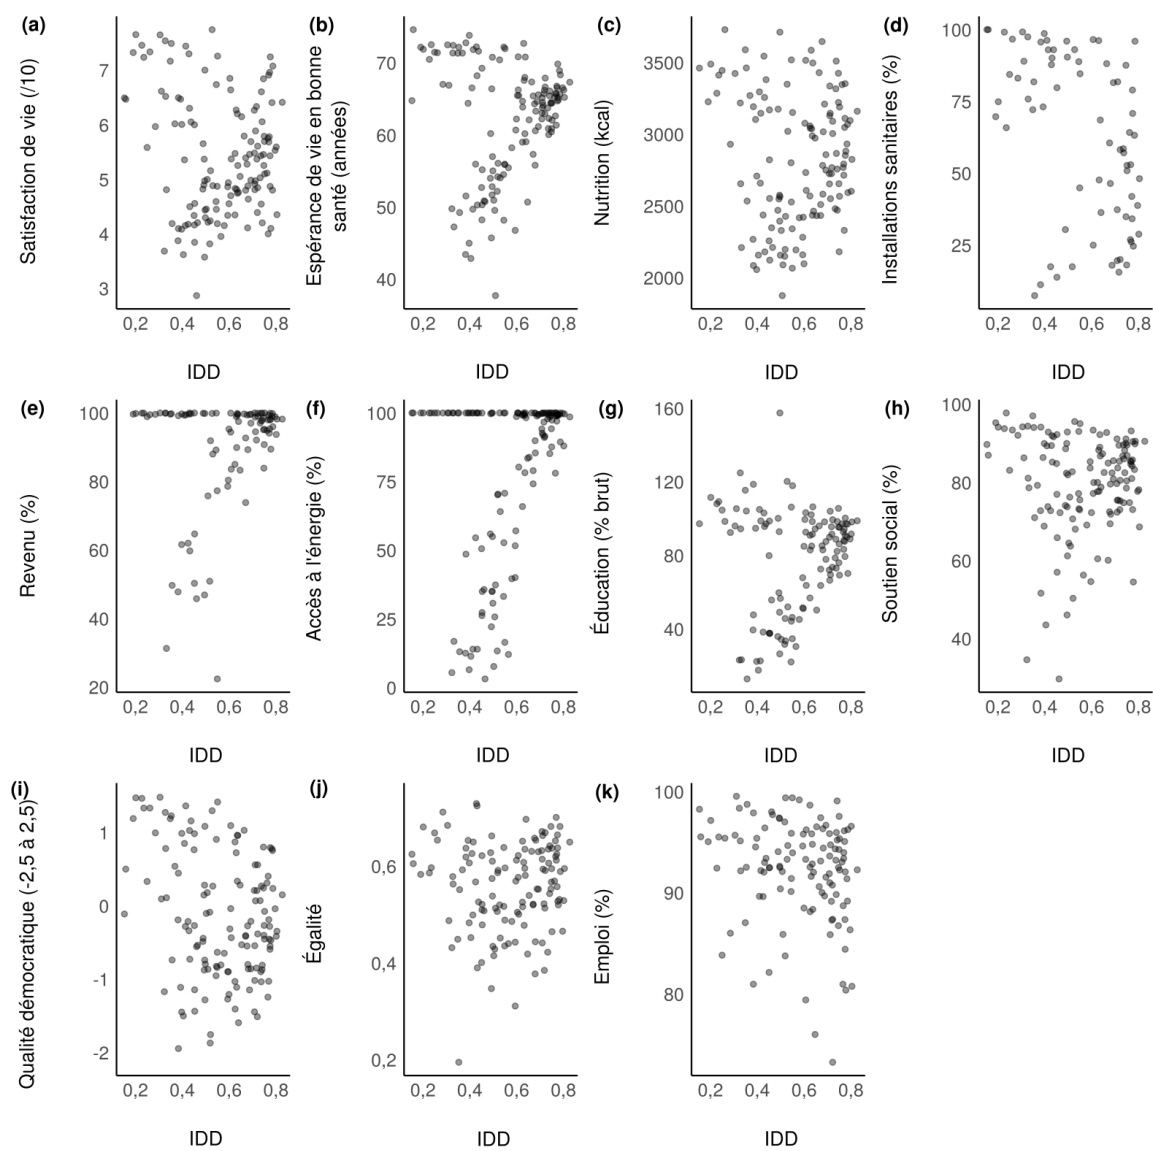 (a)
Satisfaction de vie (/10)
7
6
5
4
3
0,2 0,4 0,6 0,8
IDD
(b)
Espérance de vie en bonne
santé (années)
70
60
50
40
0,2 0,4 0,6 0,8
IDD
(c)
Nutrition (kcal)
3500
3000
2500
2000
0,2 0,4 0,6 0,8
IDD
(d)
Installations sanitaires (%)
100
75
50
25
0,2 0,4 0,6 0,8
IDD
(e)
Revenu (%)
100
80
60
40
20
0,2 0,4 0,6 0,8
IDD
(f)
Accès à l'énergie (%)
100
75
50
25
0
0,2 0,4 0,6 0,8
IDD
(g)
Éducation (% brut)
160
120
80
40
0,2 0,4 0,6 0,8
IDD
(h)
Soutien social (%)
100
80
60
40
0,2 0,4 0,6 0,8
IDD
(i)
Qualité démocratique (-2,5 à 2,5)
1
0
-1
-2
0,2 0,4 0,6 0,8
IDD
(j)
Égalité
0,6
0,4
0,2
0,2 0,4 0,6 0,8
IDD
(k)
Emploi (%)
100
90
80
0,2 0,4 0,6 0,8
IDD